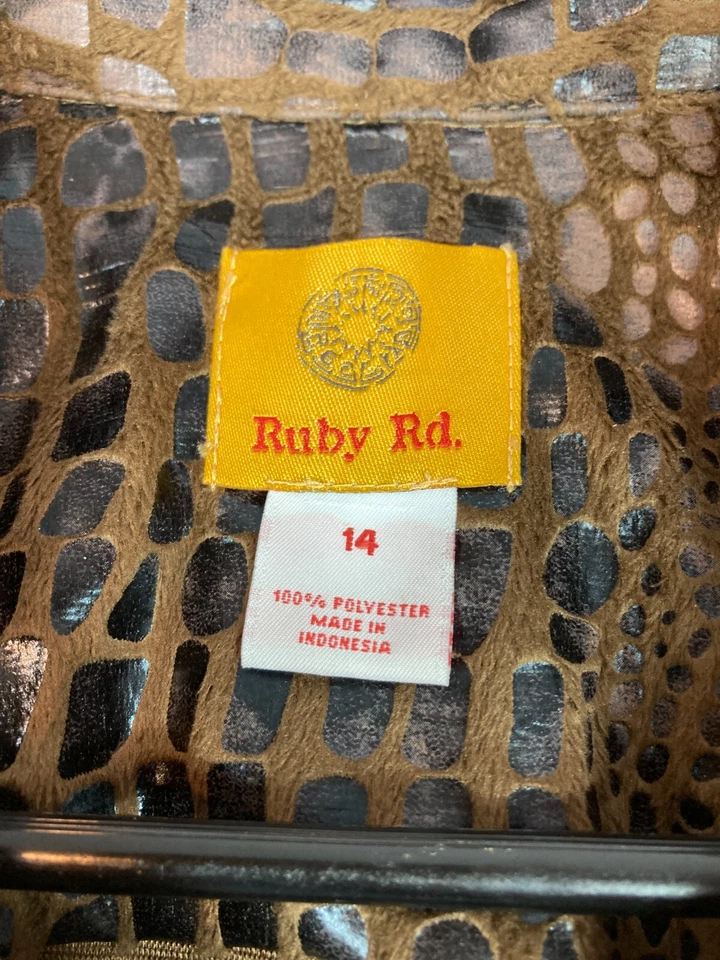 Ruby Rd.
14
100% POLYESTER
MADE IN
INDONESIA